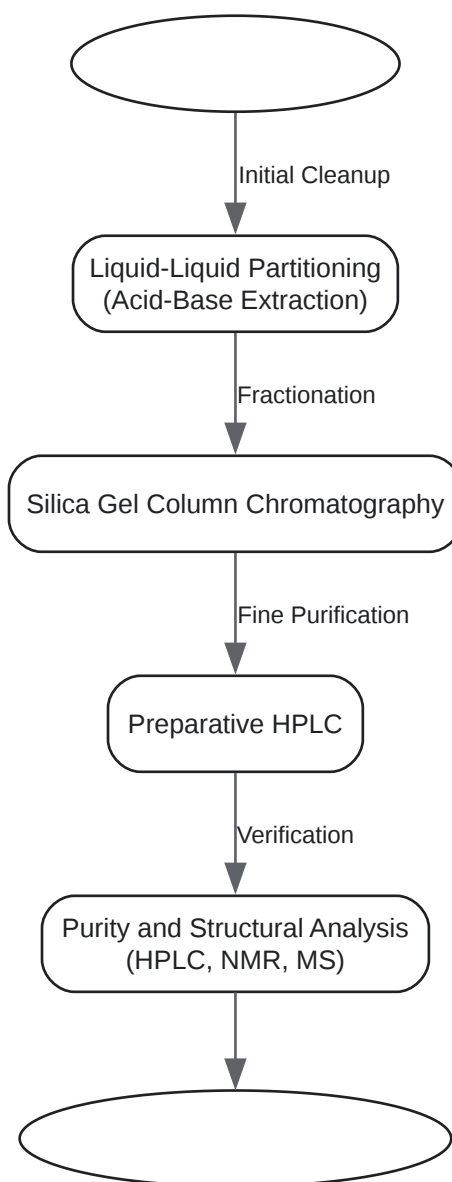 Initial Cleanup
Liquid-Liquid Partitioning
(Acid-Base Extraction)
Fractionation
Silica Gel Column Chromatography
Fine Purification
Preparative HPLC
Verification
Purity and Structural Analysis
(HPLC, NMR, MS)